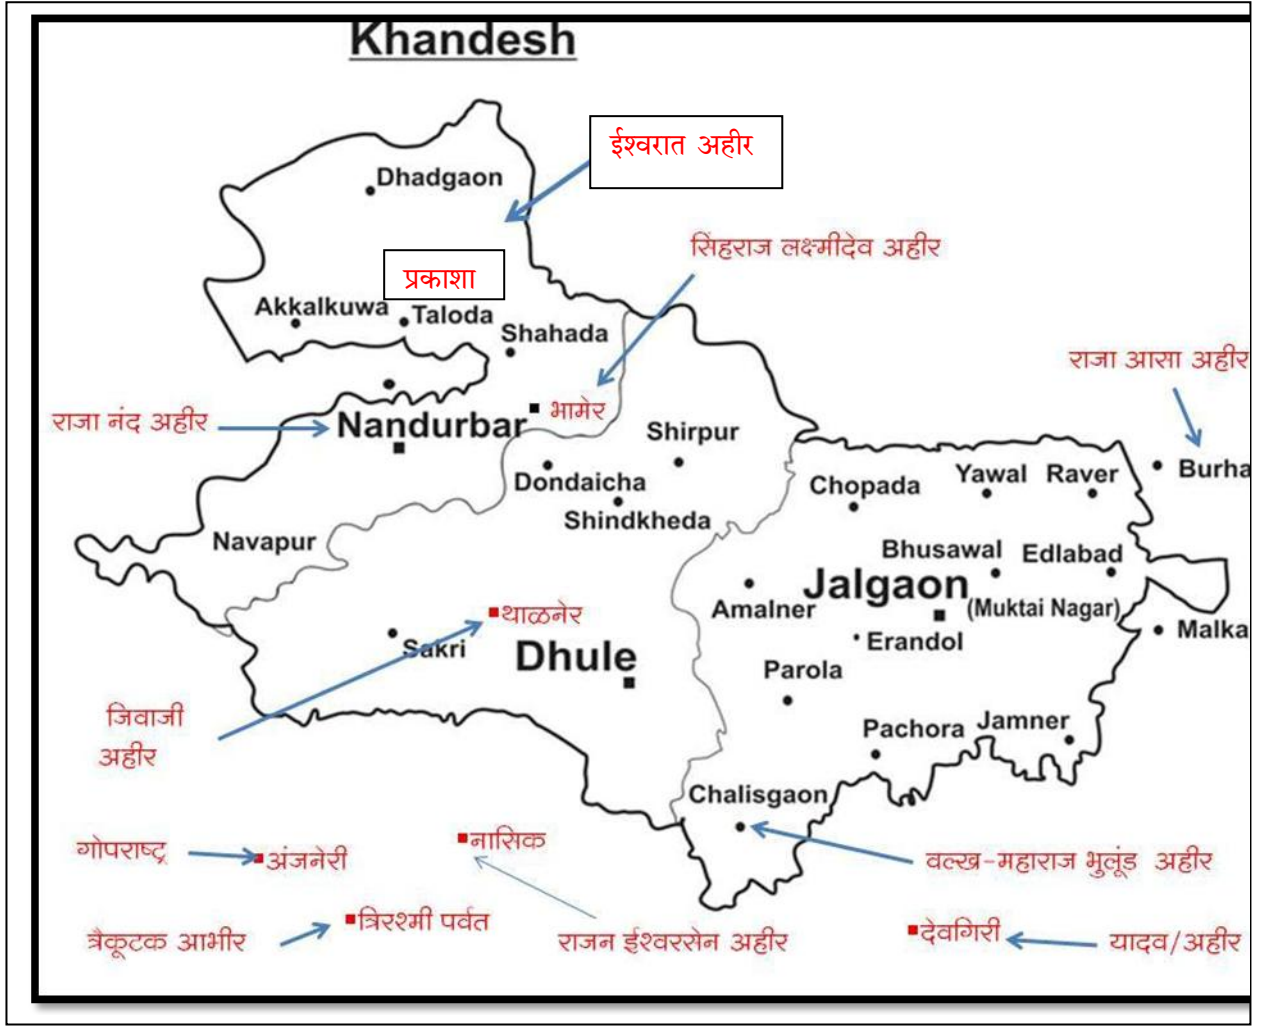 Khandesh
ईश्वरात अहीर
Dhadgaon
सिंहराज लक्ष्मीदेव अहीर
प्रकाशा
Akkalkuwa
Taloda
Shahada
राजा आसा अहीर
राजा नंद अहीर
Nandurbar
भामेर
Shirpur
Dondaicha
Shindkheda
Chopada
Yawal
Raver
Burha
Navapur
Bhusawal
Edlabad
Jalgaon
(Muktai Nagar)
Amalner
थाळनेर
Malka
Sakri
Dhule
Erandol
Parola
जिवाजी
अहीर
Pachora
Jamner
Chalisgaon
गोपराष्ट्र
अंजनेरी
नासिक
वल्ख-महाराज भुलूंड अहीर
त्रैकूटक आभीर
त्रिरश्मी पर्वत
राजन ईश्वरसेन अहीर
देवगिरी
यादव/अहीर